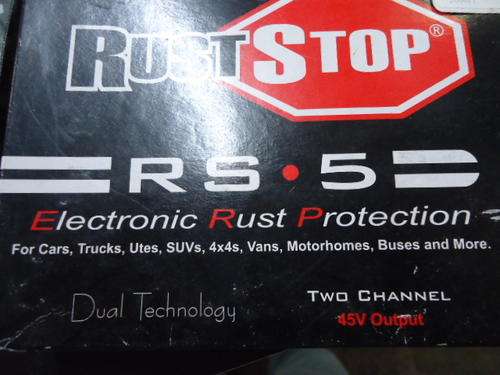 RUSTSTOP®
RS•5
Electronic Rust Protection
For Cars, Trucks, Utes, SUVs, 4x4s, Vans, Motorhomes, Buses and More.
Dual Technology
TWO CHANNEL
45V Output